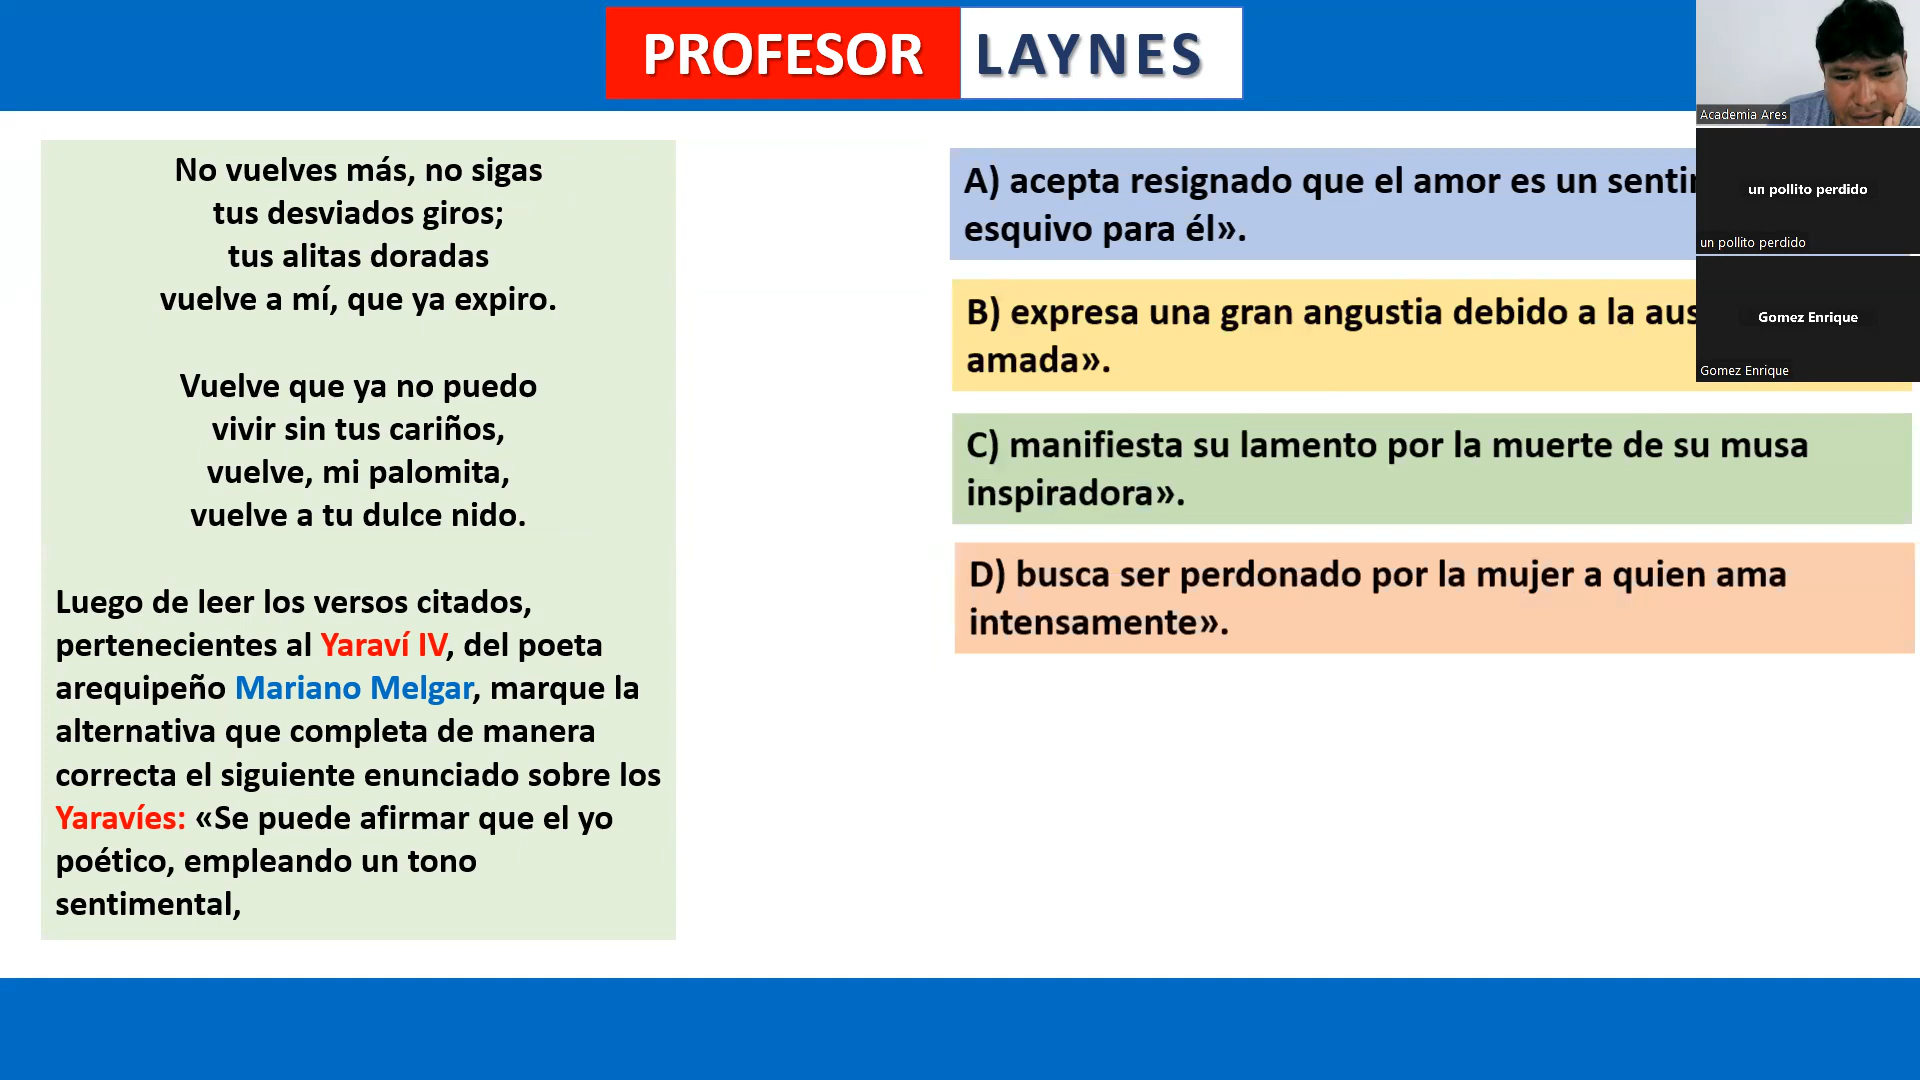 PROFESOR LAYNES
No vuelves más, no sigas
tus desviados giros;
tus alitas doradas
vuelve a mí, que ya expiro.
Vuelve que ya no puedo
vivir sin tus cariños,
vuelve, mi palomita,
vuelve a tu dulce nido.
Luego de leer los versos citados,
pertenecientes al Yaraví IV, del poeta
arequipeño Mariano Melgar, marque la
alternativa que completa de manera
correcta el siguiente enunciado sobre los
Yaravíes: «Se puede afirmar que el yo
poético, empleando un tono
sentimental,
A) acepta resignado que el amor es un
esquivo para él».
B) expresa una gran angustia debido a la
amada».
C) manifiesta su lamento por la muerte de su musa
inspiradora».
D) busca ser perdonado por la mujer a quien ama
intensamente».
Academia Ares
un pollito perdido
un pollito perdido
Gomez Enrique
Gomez Enrique